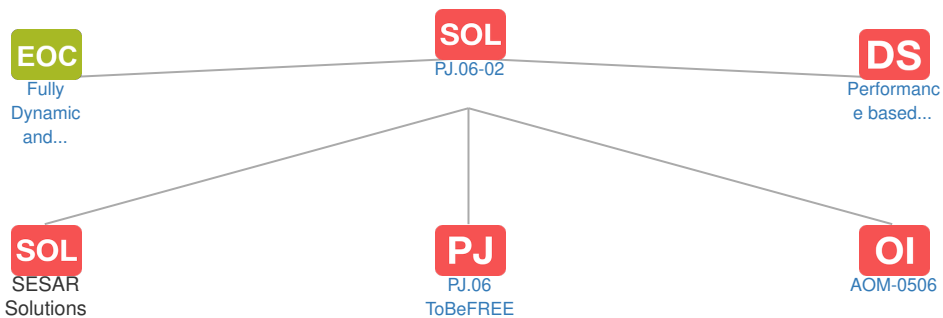 EOC
Fully
Dynamic
and...
SOL
PJ.06-02
DS
Performanc
e based...
SOL
SESAR
Solutions
PJ
PJ.06
ToBeFREE
OI
AOM-0506